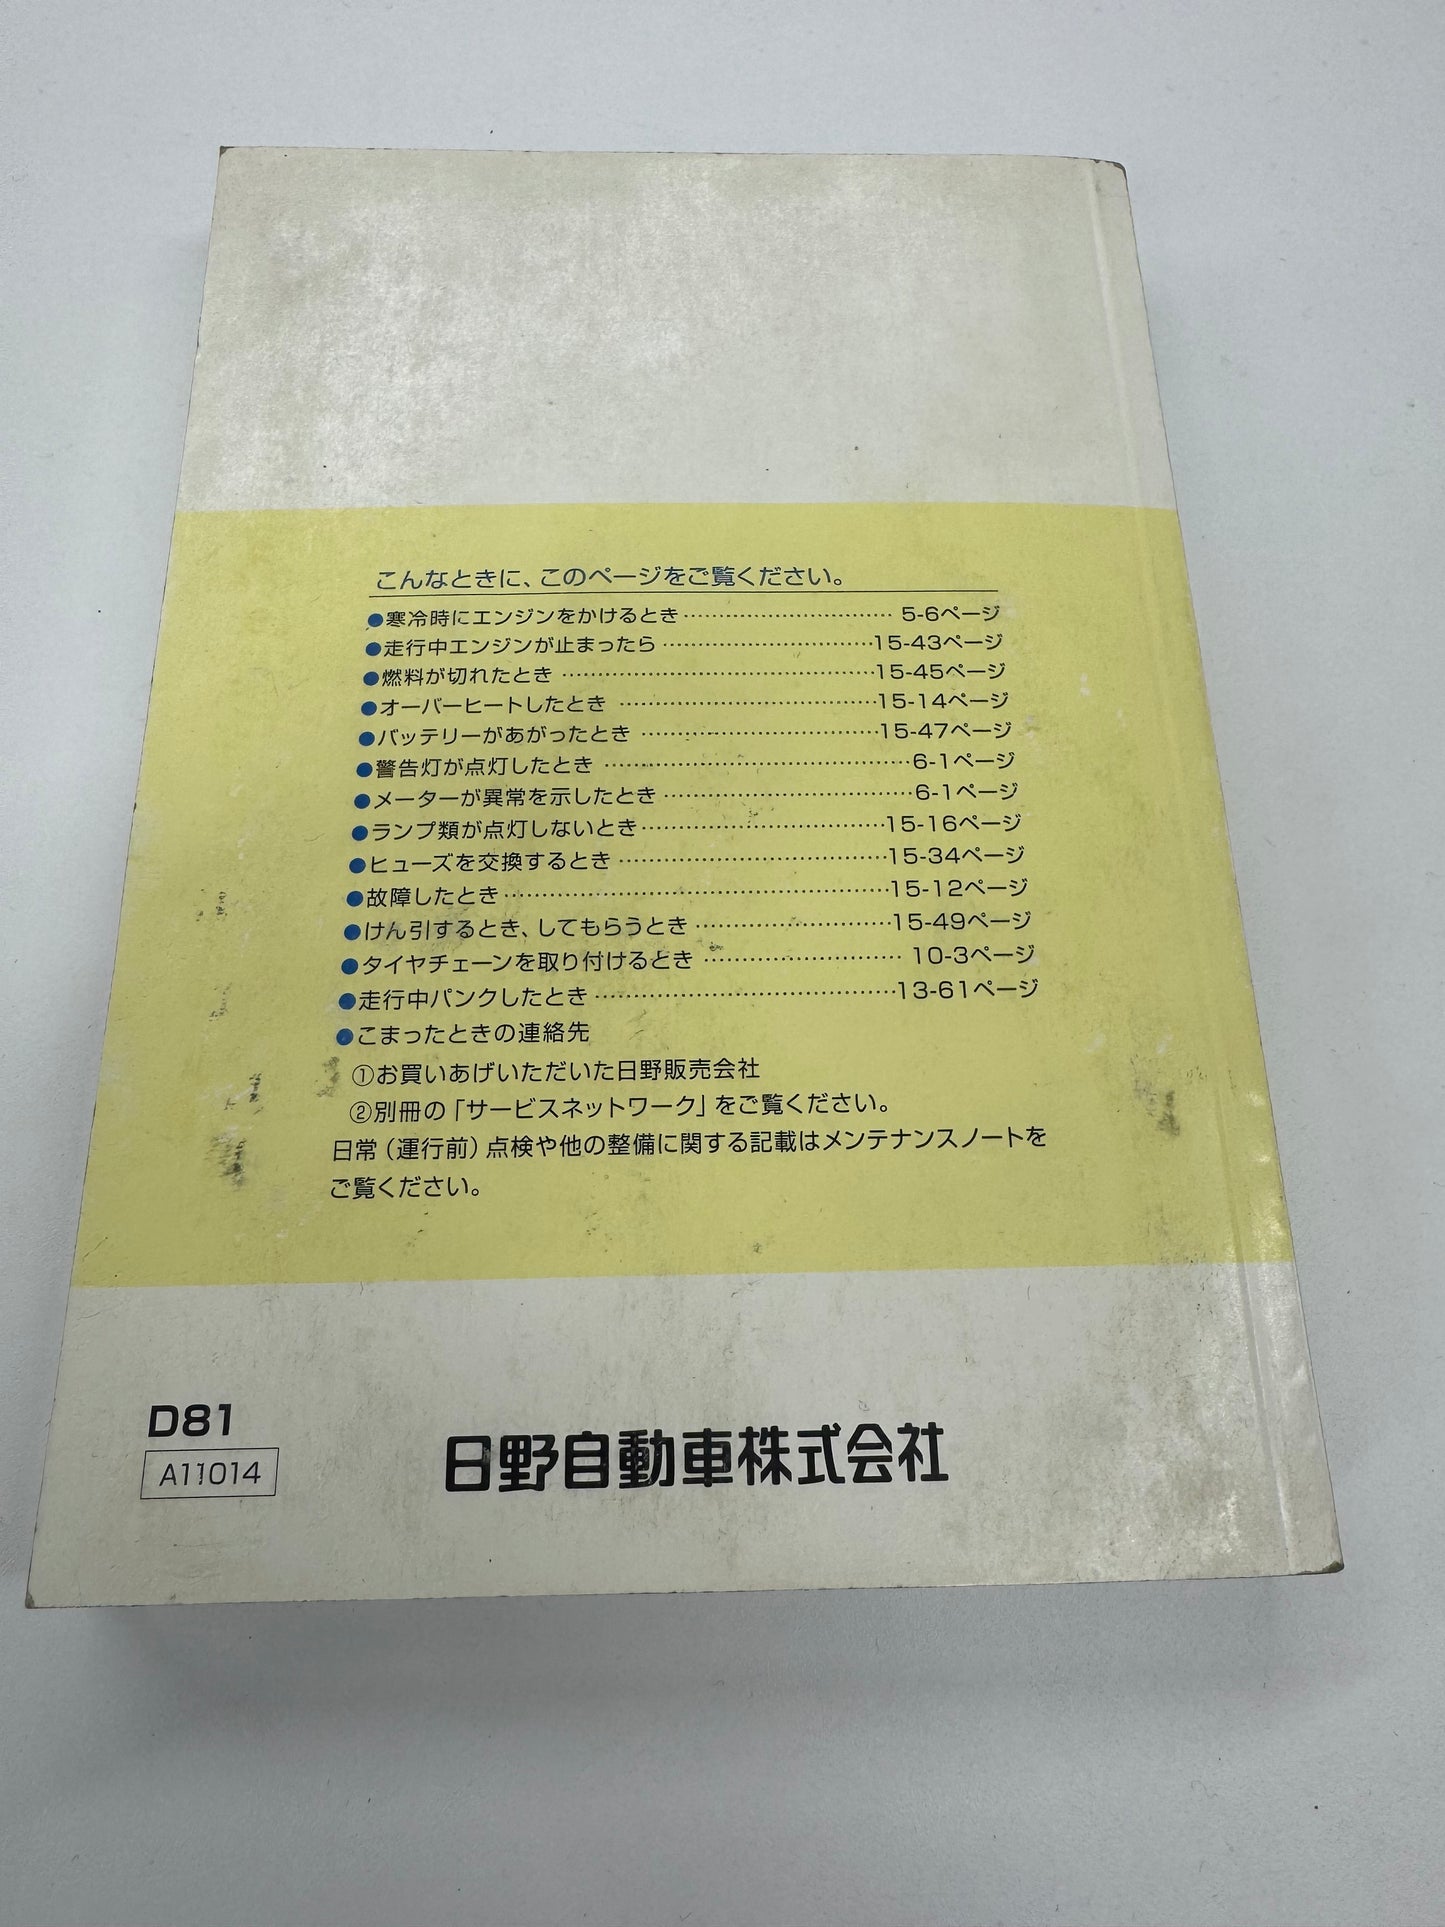 こんなときに、このページをご覧ください。
●寒冷時にエンジンをかけるとき………………………… 5-6ページ
●走行中エンジンが止まったら…………………………15-43ページ
●燃料が切れたとき……………………………………15-45ページ
●オーバーヒートしたとき………………………………15-14ページ
●バッテリーがあがったとき……………………………15-47ページ
●警告灯が点灯したとき……………………………………6-1ページ
●メーターが異常を示したとき……………………………6-1ページ
●ランプ類が点灯しないとき……………………………15-16ページ
●ヒューズを交換するとき………………………………15-34ページ
●故障したとき……………………………………………15-12ページ
●けん引するとき、してもらうとき………………………15-49ページ
●タイヤチェーンを取り付けるとき……………………… 10-3ページ
●走行中パンクしたとき…………………………………13-61ページ
●こまったときの連絡先
①お買いあげいただいた日野販売会社
②別冊の「サービスネットワーク」をご覧ください。
日常(運行前)点検や他の整備に関する記載はメンテナンスノートを
ご覧ください。
D81
A11014
日野自動車株式会社